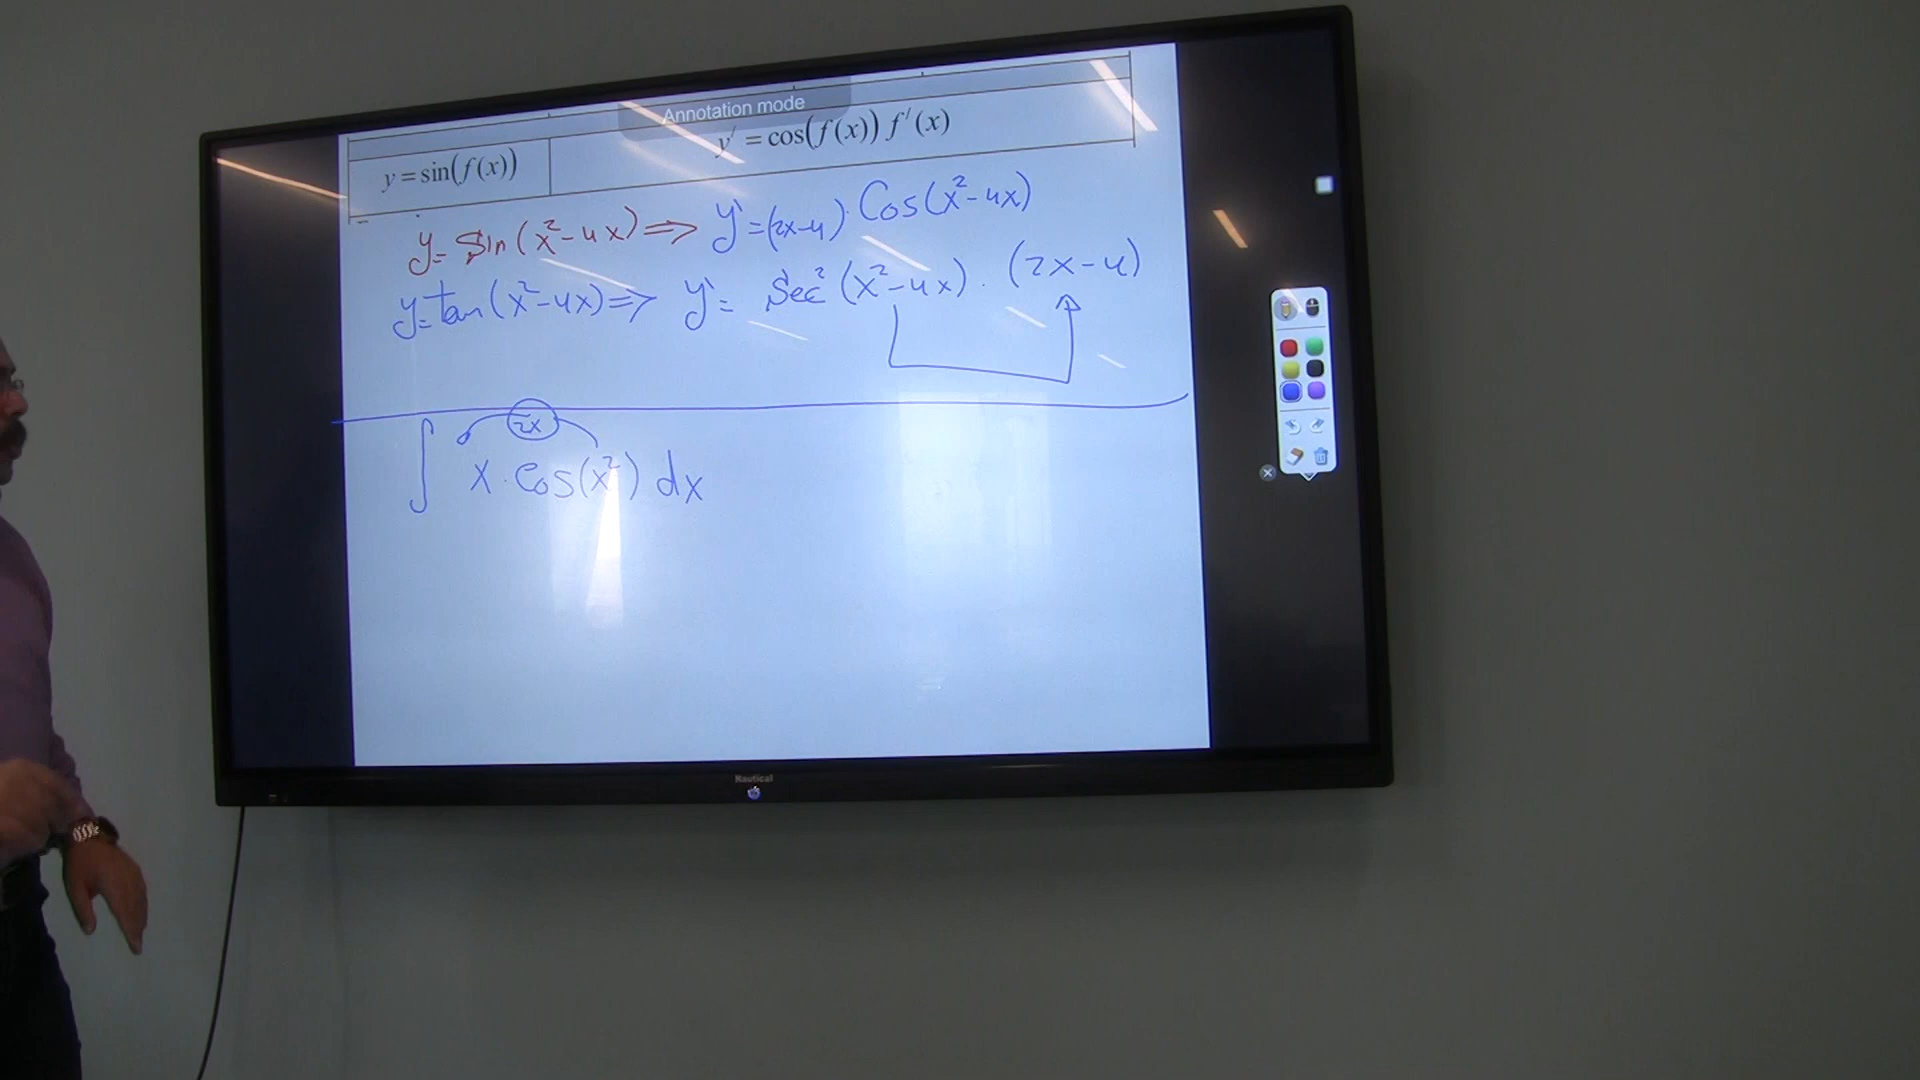 Annotation mode
y = sin(f(x)) y′ = cos(f(x)) f′(x)
y = sin(x² - 4x) ⇒ y' = (2x-4) · Cos(x² - 4x)
y = tan(x² - 4x) ⇒ y' = Sec² (x² - 4x) · (2x - 4)
2x
∫ x · Cos(x²) dx
Nautical